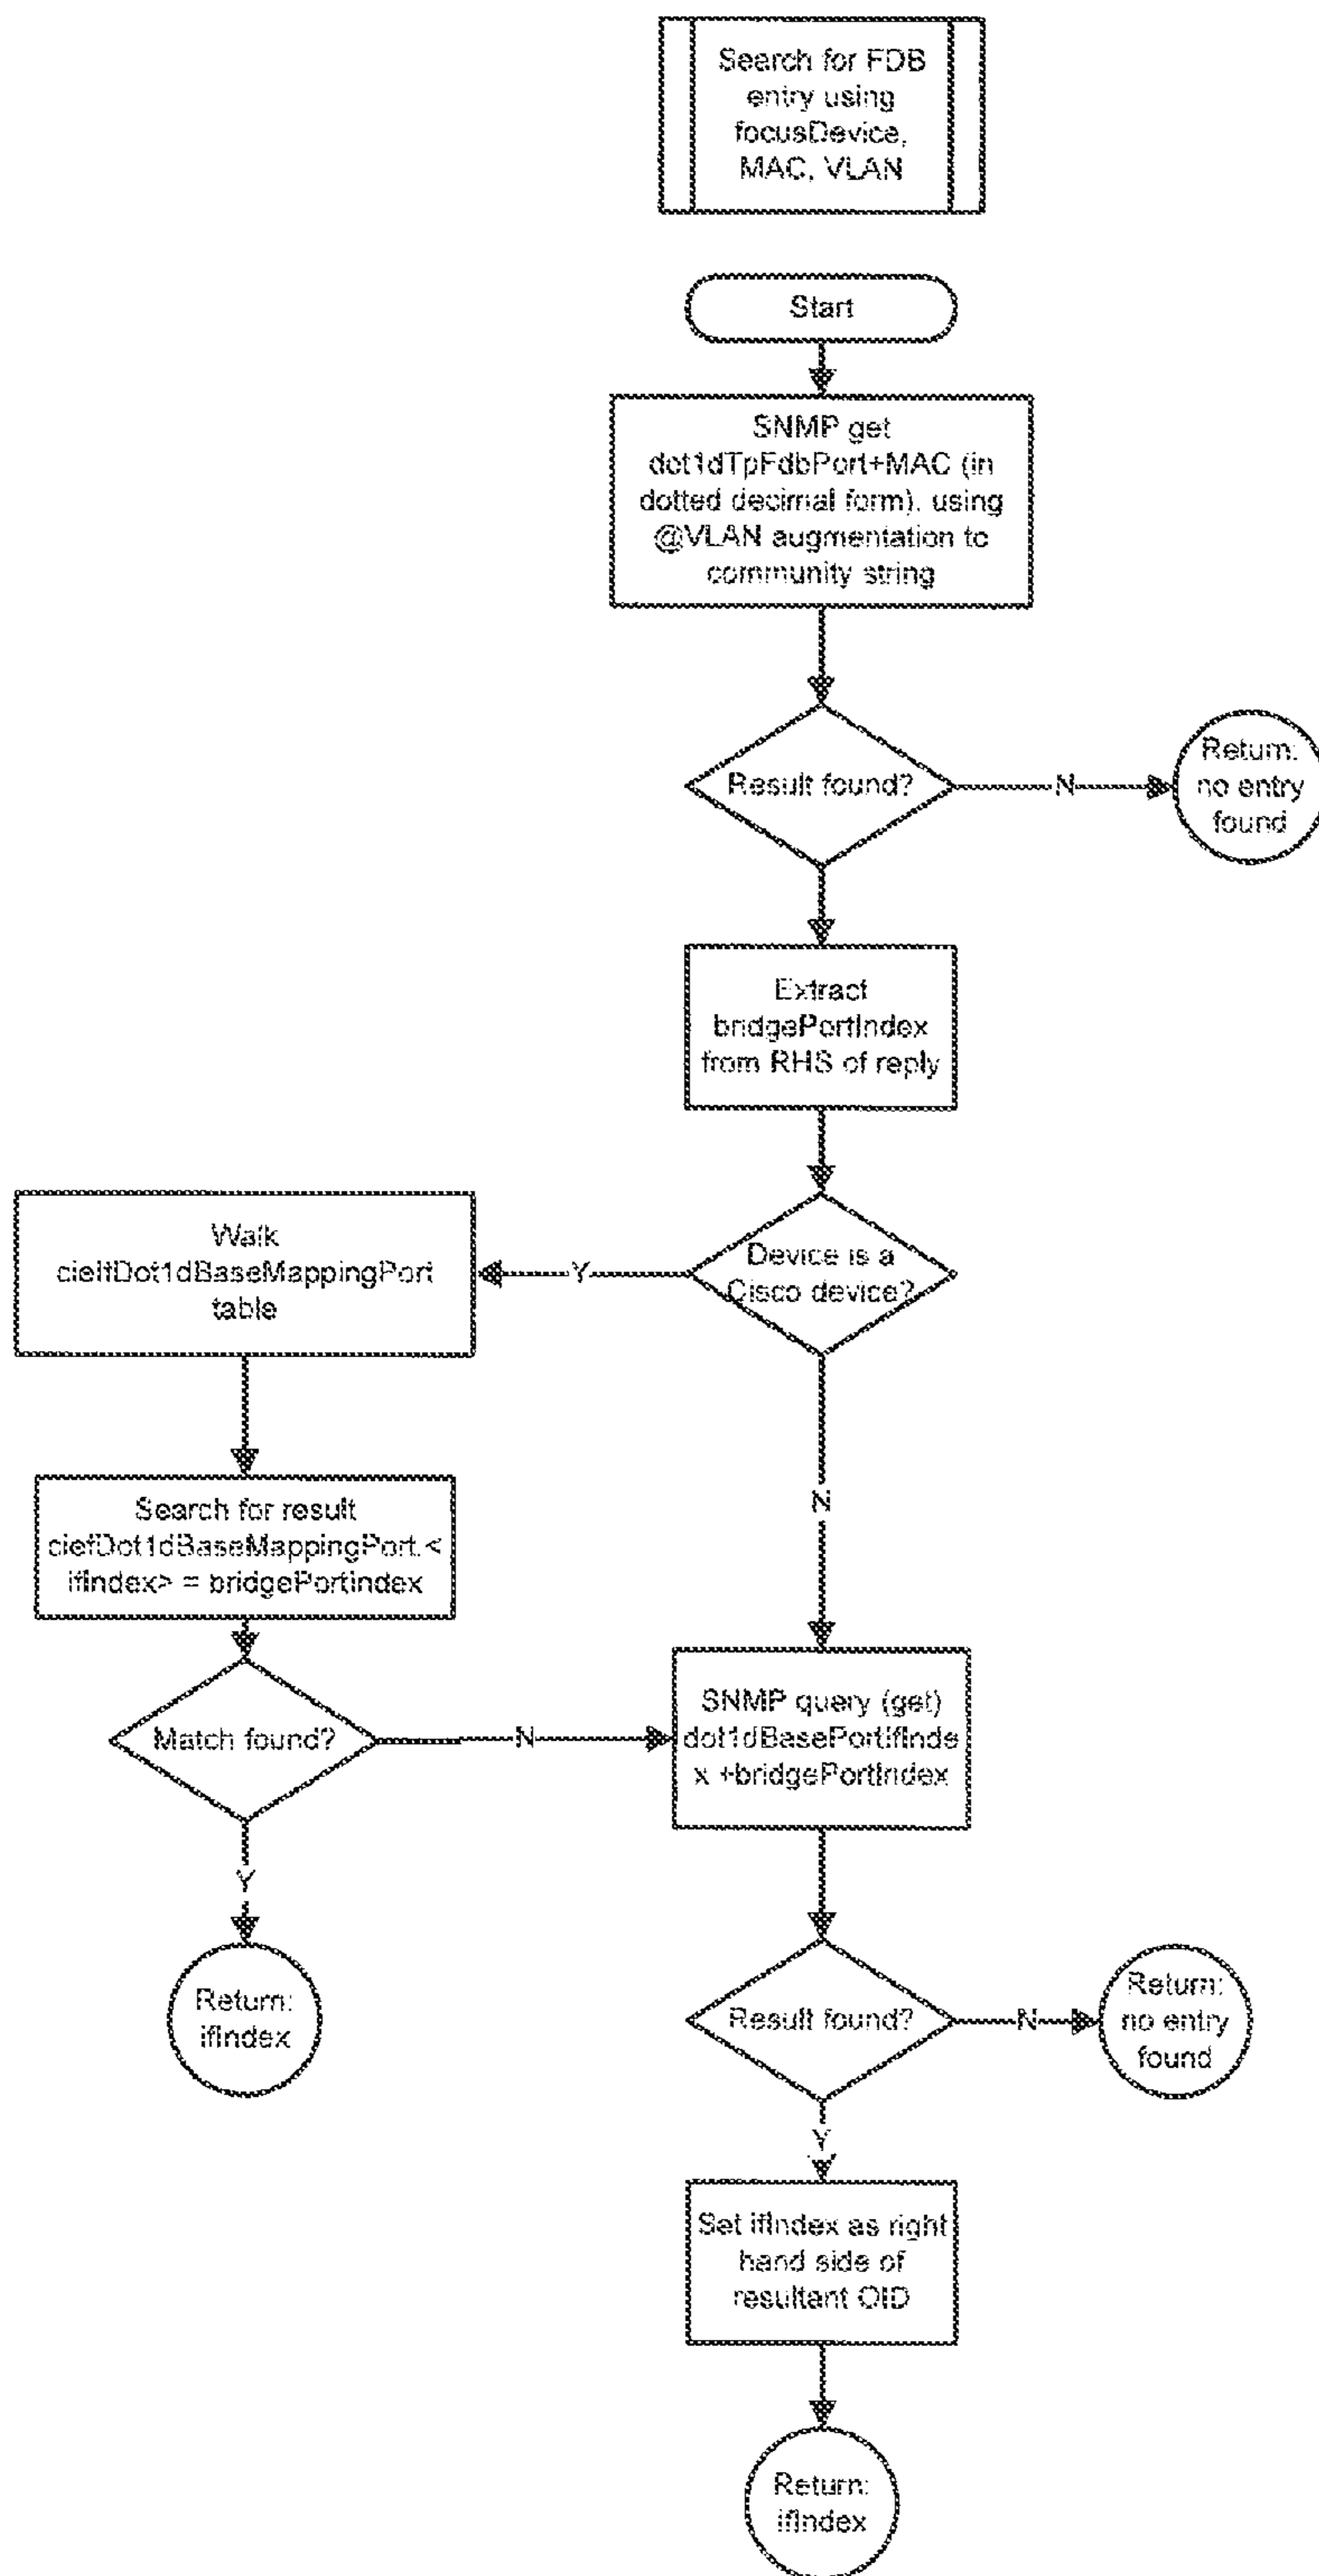 Search for FDB
entry using
focusDevice,
MAC, VLAN
Start
SNMP get
dot1dTpFdbPort+MAC (in
dotted decimal form), using
@VLAN augmentation to
community string
Result found?
N
Return:
no entry
found
Extract
bridgePortIndex
from RHS of reply
Device is a
Cisco device?
Y
Walk
cieIfDot1dBaseMappingPort
table
N
Search for result
ciefDot1dBaseMappingPort.<
ifIndex> = bridgePortIndex
Match found?
N
SNMP query (get)
dot1dBasePortIfInde
x +bridgePortIndex
Y
Return:
ifIndex
Result found?
N
Return:
no entry
found
Y
Set ifIndex as right
hand side of
resultant OID
Return:
ifIndex